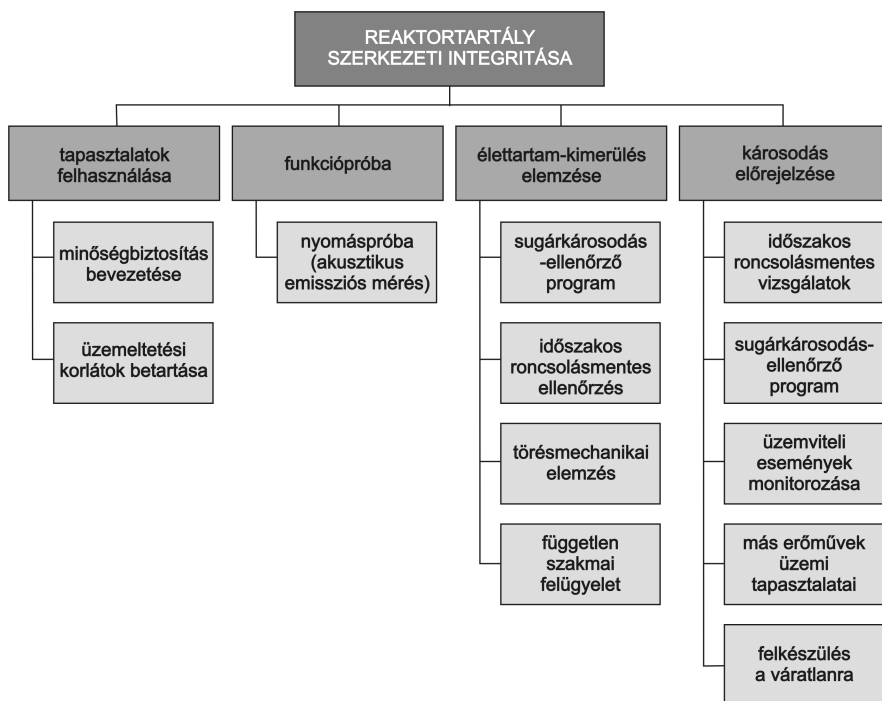 REAKTORTARTÁLY
SZERKEZETI INTEGRITÁSA
tapasztalatok
felhasználása
minőségbiztosítás
bevezetése
üzemeltetési
korlátok betartása
funkciópróba
nyomáspróba
(akusztikus
emissziós mérés)
élettartam-kimerülés
elemzése
sugárkárosodás
-ellenőrző
program
időszakos
roncsolásmentes
ellenőrzés
törésmechanikai
elemzés
független
szakmai
felügyelet
károsodás
előrejelzése
időszakos
roncsolásmentes
vizsgálatok
sugárkárosodás-
ellenőrző
program
üzemviteli
események
monitorozása
más erőművek
üzemi
tapasztalatai
felkészülés
a váratlanra